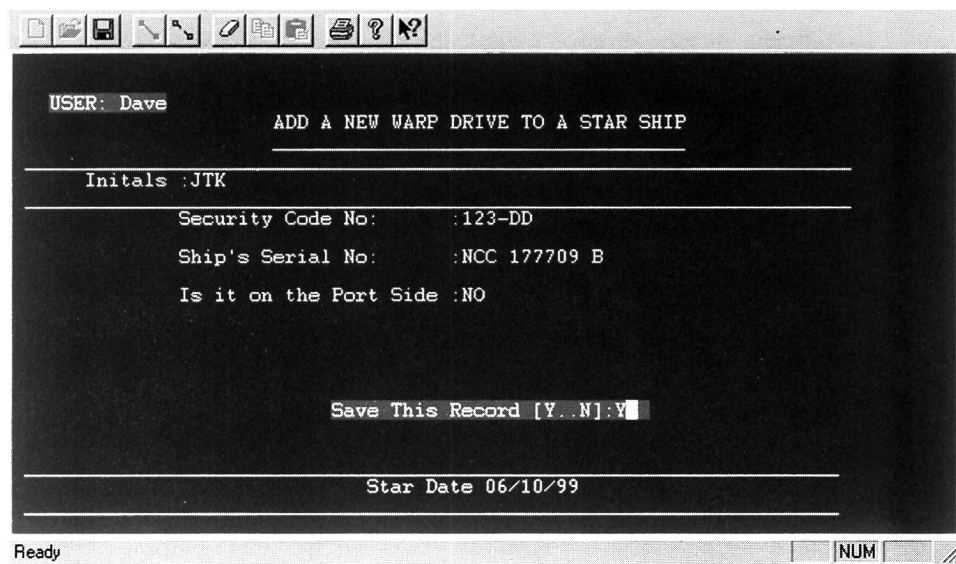 USER: Dave
ADD A NEW WARP DRIVE TO A STAR SHIP
Initals :JTK
Security Code No: :123-DD
Ship's Serial No: :NCC 177709 B
Is it on the Port Side :NO
Save This Record [Y..N]:Y
Star Date 06/10/99
Ready NUM